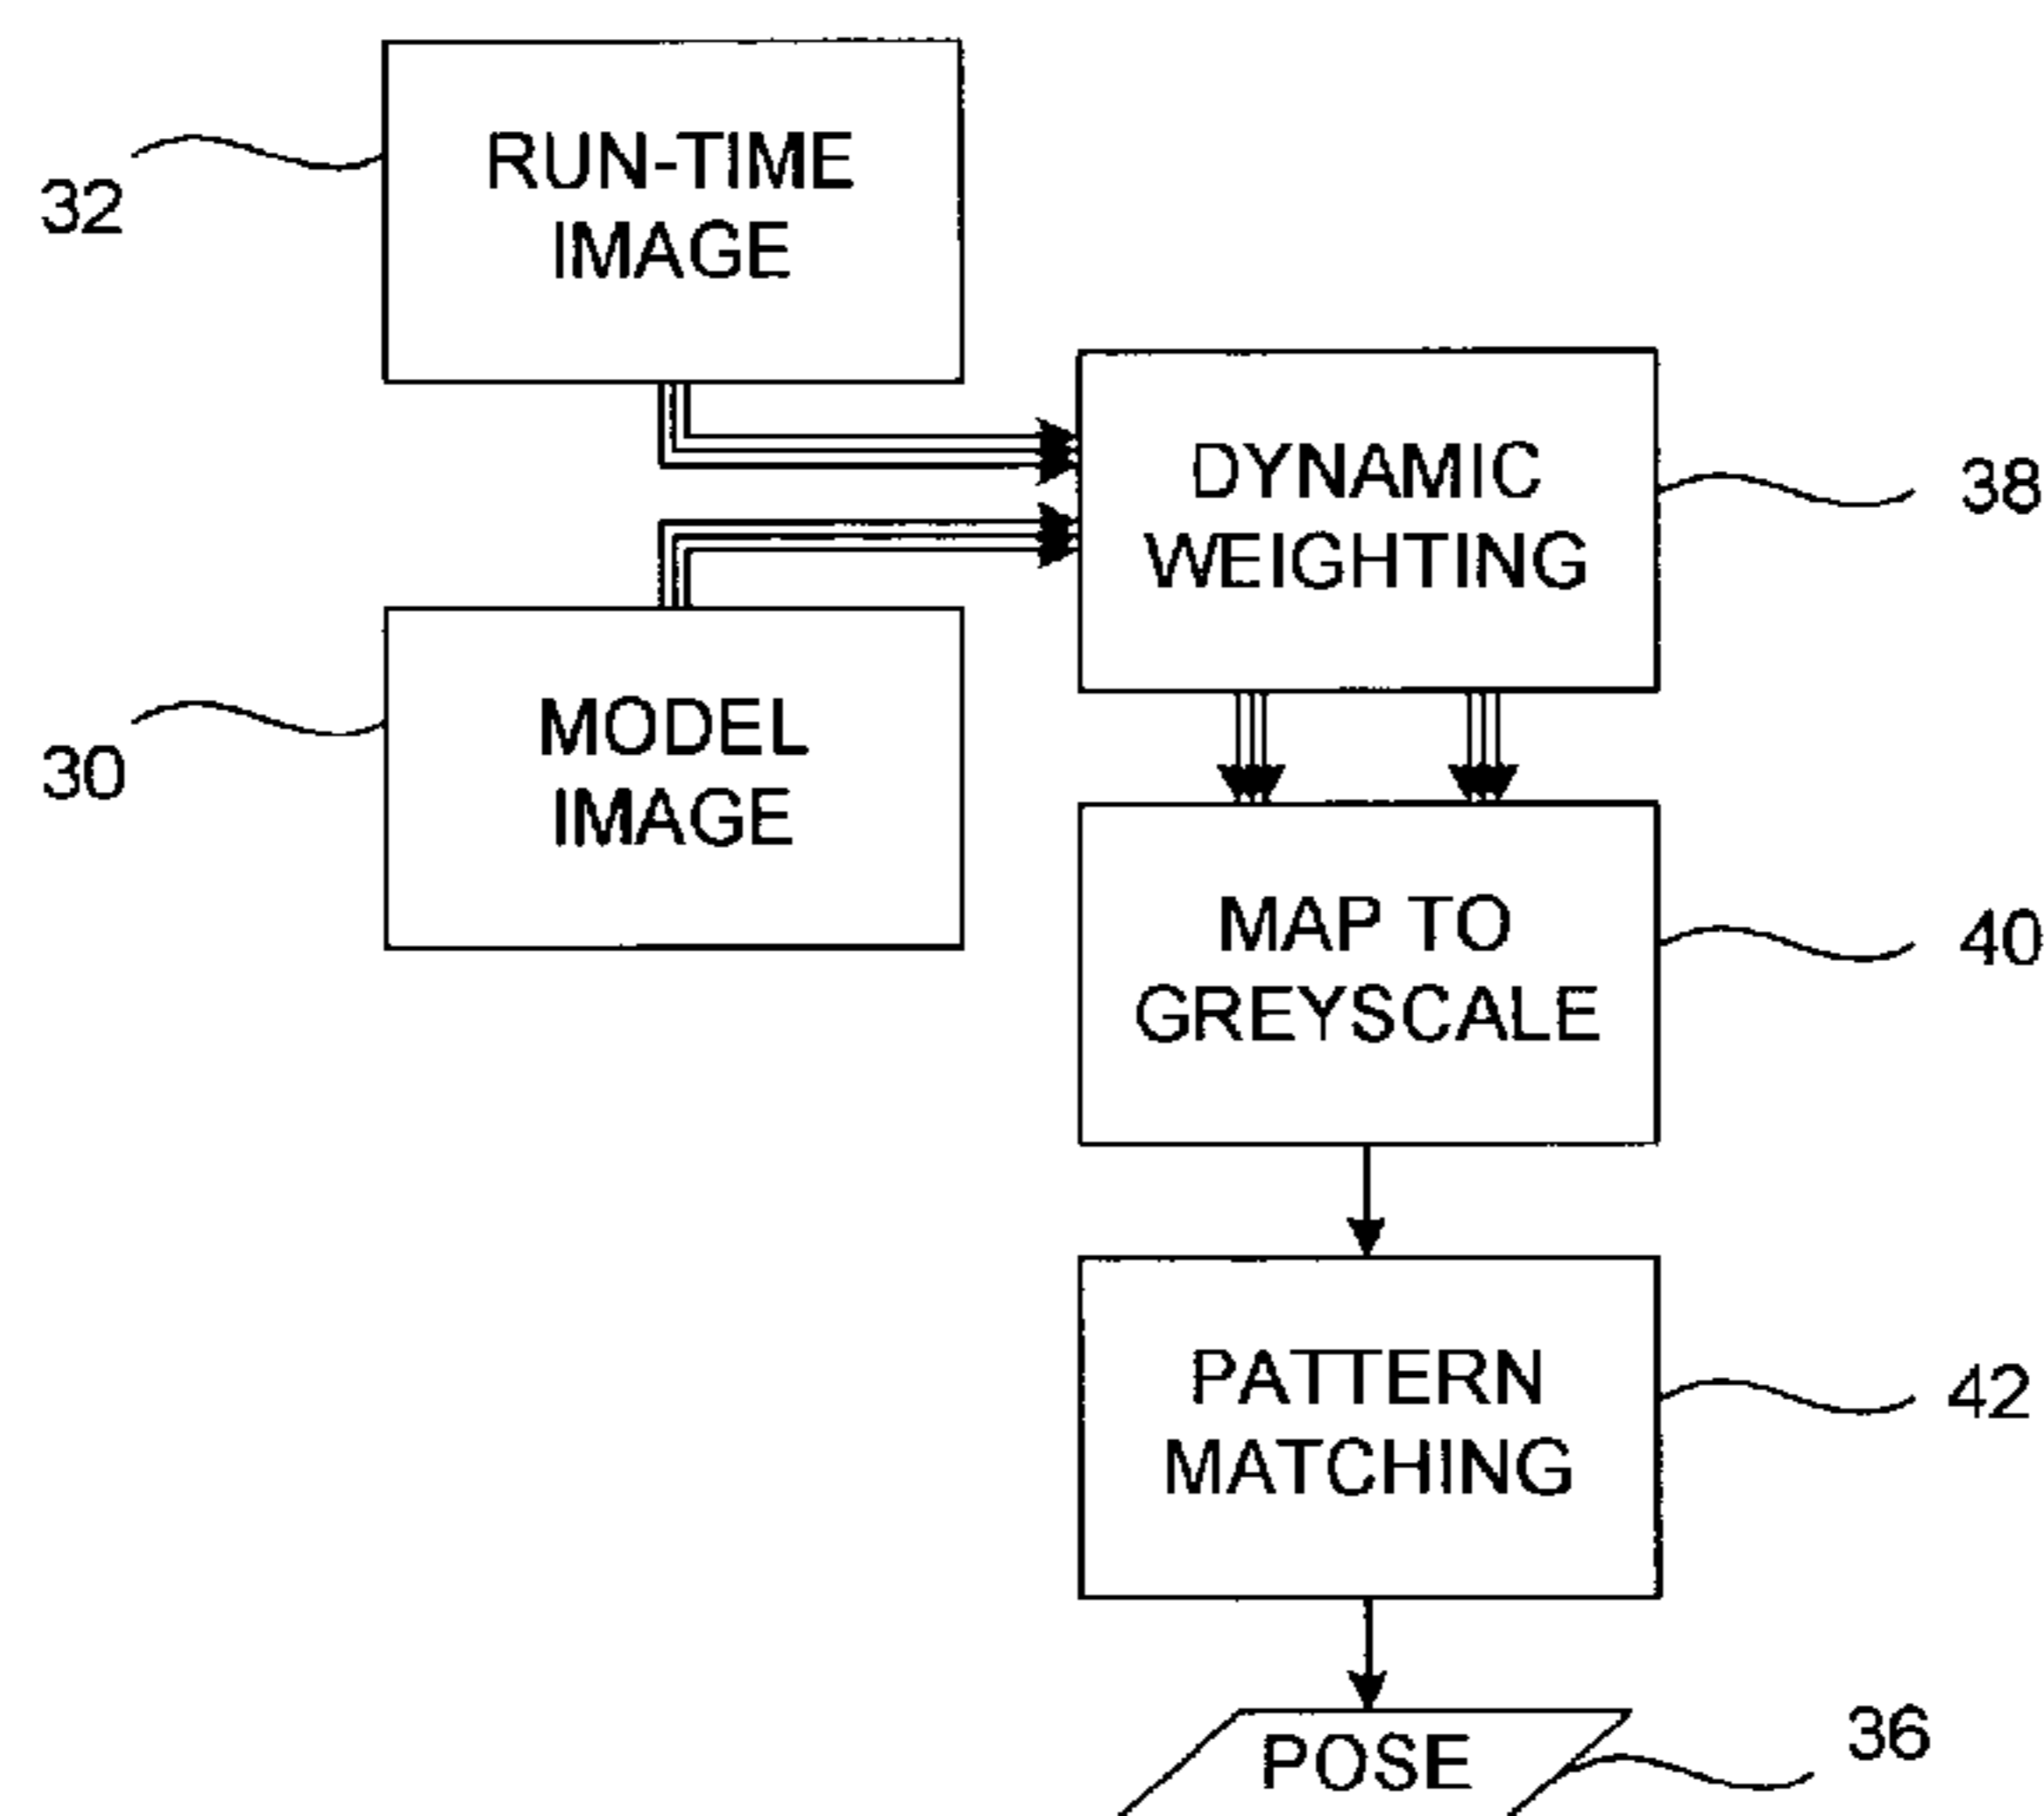 RUN-TIME
IMAGE
32
DYNAMIC
WEIGHTING
38
MODEL
IMAGE
30
MAP TO
GREYSCALE
40
PATTERN
MATCHING
42
POSE
36